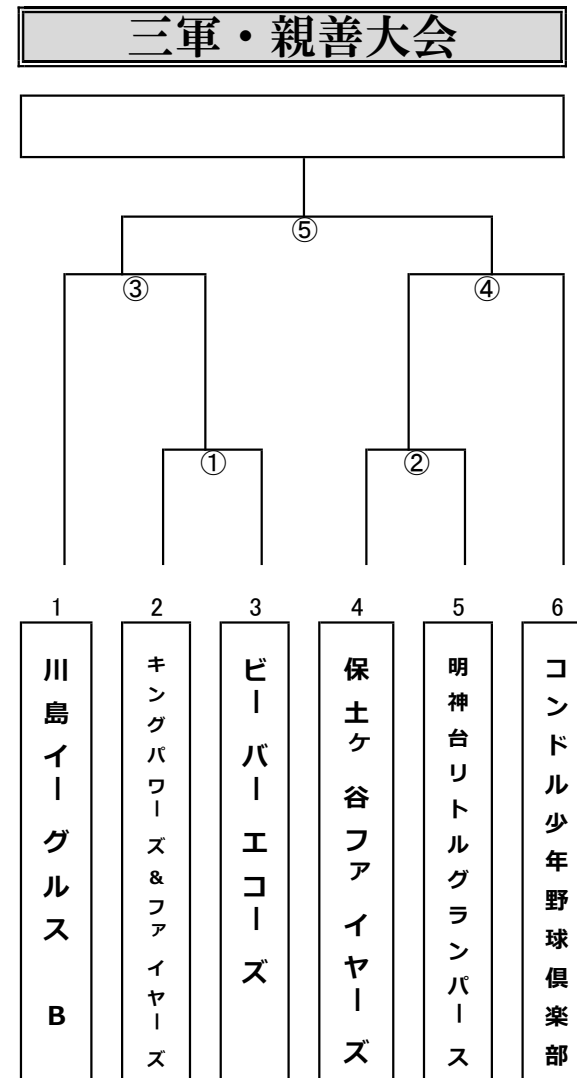 三軍・親善大会
⑤
③
④
①
②
1
2
3
4
5
6
川島イーグルス B
キングパワーズ&ファイヤーズ
ビーバーエコーズ
保土ケ谷ファイヤーズ
明神台リトルグランパース
コンドル少年野球倶楽部